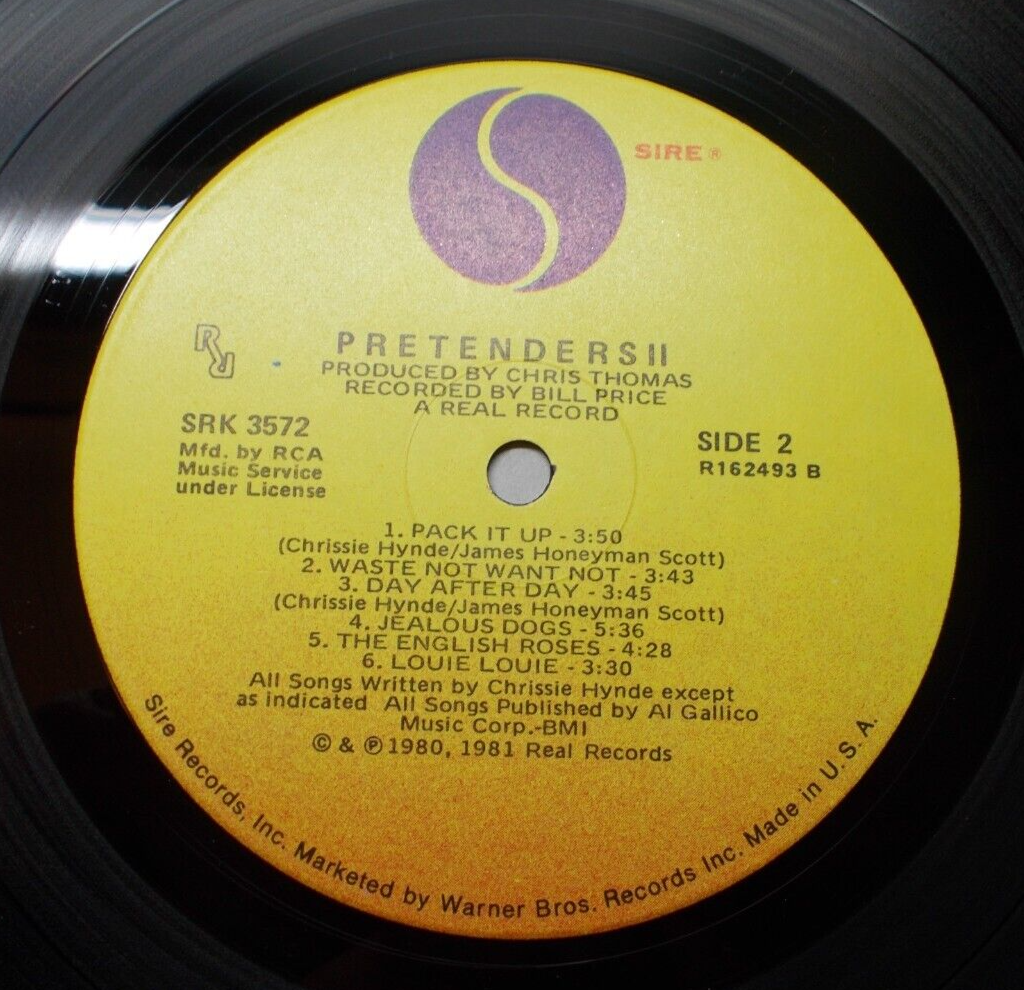 SIRE ®
PRETENDERS II
PRODUCED BY CHRIS THOMAS
RECORDED BY BILL PRICE
A REAL RECORD
SRK 3572
Mfd. by RCA
Music Service
under License
SIDE 2
R162493 B
1. PACK IT UP - 3:50
(Chrissie Hynde/James Honeyman Scott)
2. WASTE NOT WANT NOT - 3:43
3. DAY AFTER DAY - 3:45
(Chrissie Hynde/James Honeyman Scott)
4. JEALOUS DOGS - 5:36
5. THE ENGLISH ROSES - 4:28
6. LOUIE LOUIE - 3:30
All Songs Written by Chrissie Hynde except
as indicated All Songs Published by Al Gallico
Music Corp.-BMI
© & ℗ 1980, 1981 Real Records
Sire Records, Inc. Marketed by Warner Bros. Records Inc. Made in U. S. A.